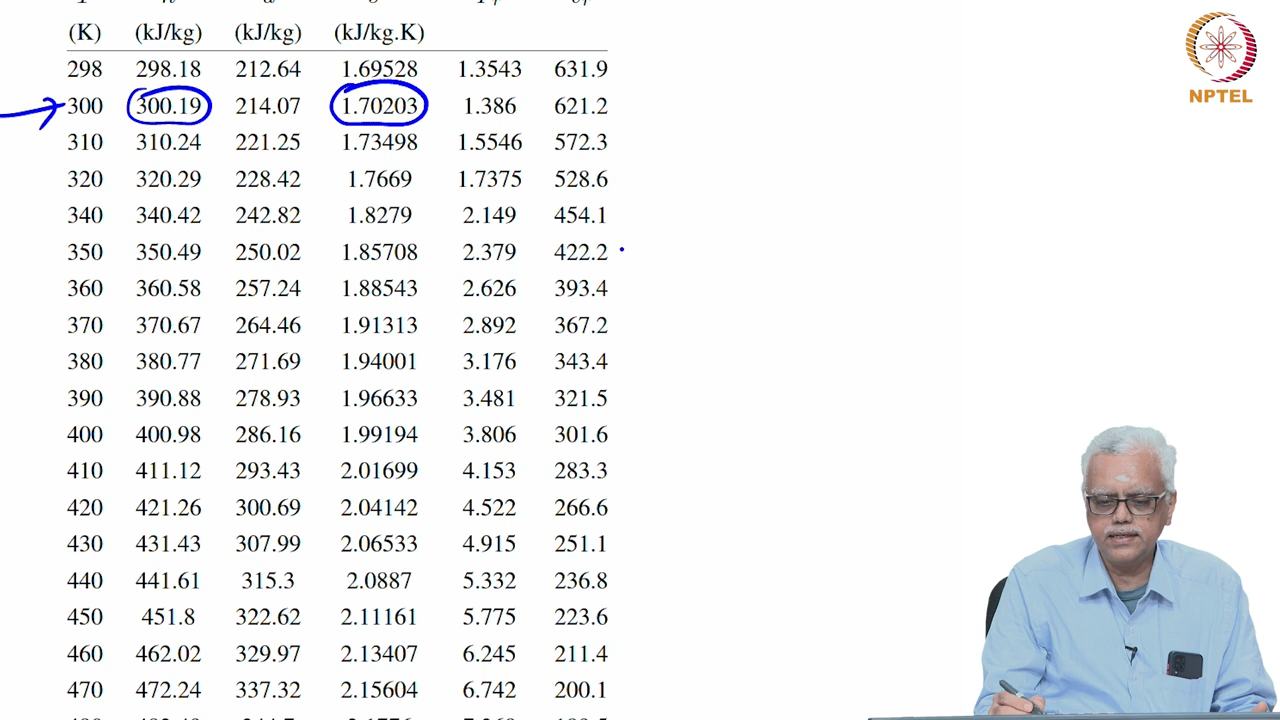 (K) (kJ/kg) (kJ/kg) (kJ/kg.K)
298 298.18 212.64 1.69528 1.3543 631.9
300 300.19 214.07 1.70203 1.386 621.2
310 310.24 221.25 1.73498 1.5546 572.3
320 320.29 228.42 1.7669 1.7375 528.6
340 340.42 242.82 1.8279 2.149 454.1
350 350.49 250.02 1.85708 2.379 422.2
360 360.58 257.24 1.88543 2.626 393.4
370 370.67 264.46 1.91313 2.892 367.2
380 380.77 271.69 1.94001 3.176 343.4
390 390.88 278.93 1.96633 3.481 321.5
400 400.98 286.16 1.99194 3.806 301.6
410 411.12 293.43 2.01699 4.153 283.3
420 421.26 300.69 2.04142 4.522 266.6
430 431.43 307.99 2.06533 4.915 251.1
440 441.61 315.3 2.0887 5.332 236.8
450 451.8 322.62 2.11161 5.775 223.6
460 462.02 329.97 2.13407 6.245 211.4
470 472.24 337.32 2.15604 6.742 200.1
NPTEL